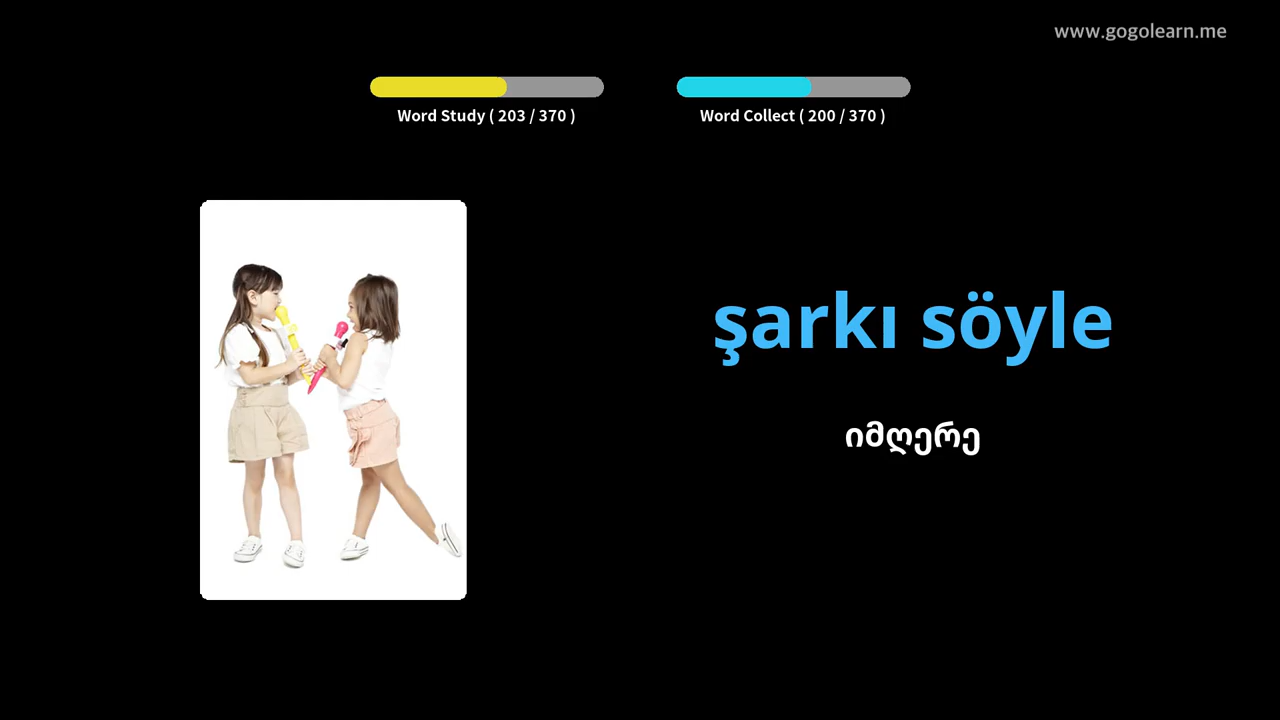 www.gogolearn.me
Word Study ( 203 / 370 )
Word Collect ( 200 / 370 )
şarkı söyle
იმღერე